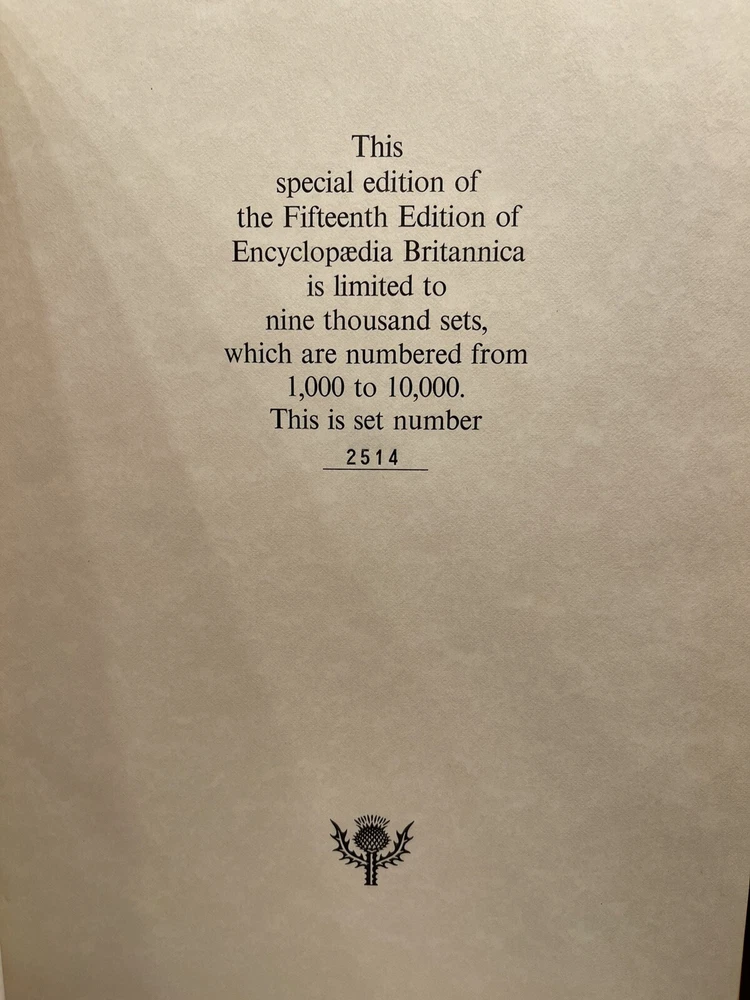 This
special edition of
the Fifteenth Edition of
Encyclopædia Britannica
is limited to
nine thousand sets,
which are numbered from
1,000 to 10,000.
This is set number
2514